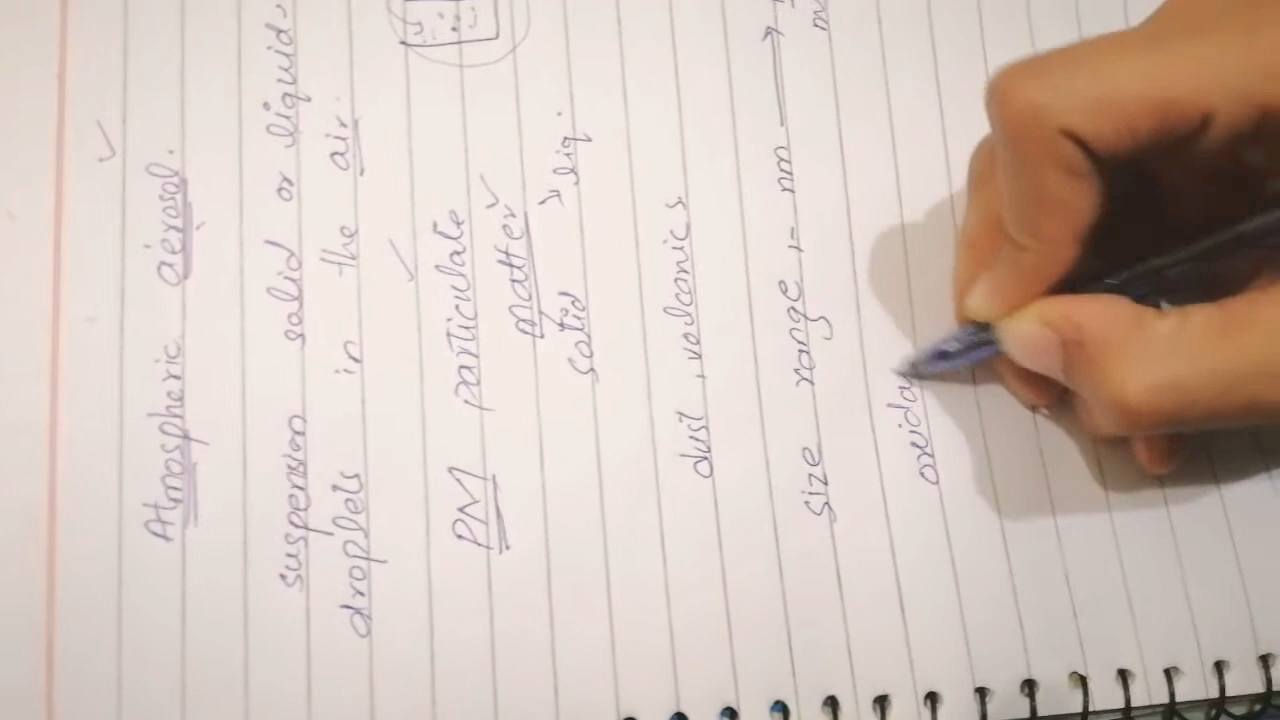 Atmospheric aerosol.
suspension solid or liquid
droplets in the air.
PM particulate
matter
solid liq.
dust, volcanics
size range, - nm →
oxida